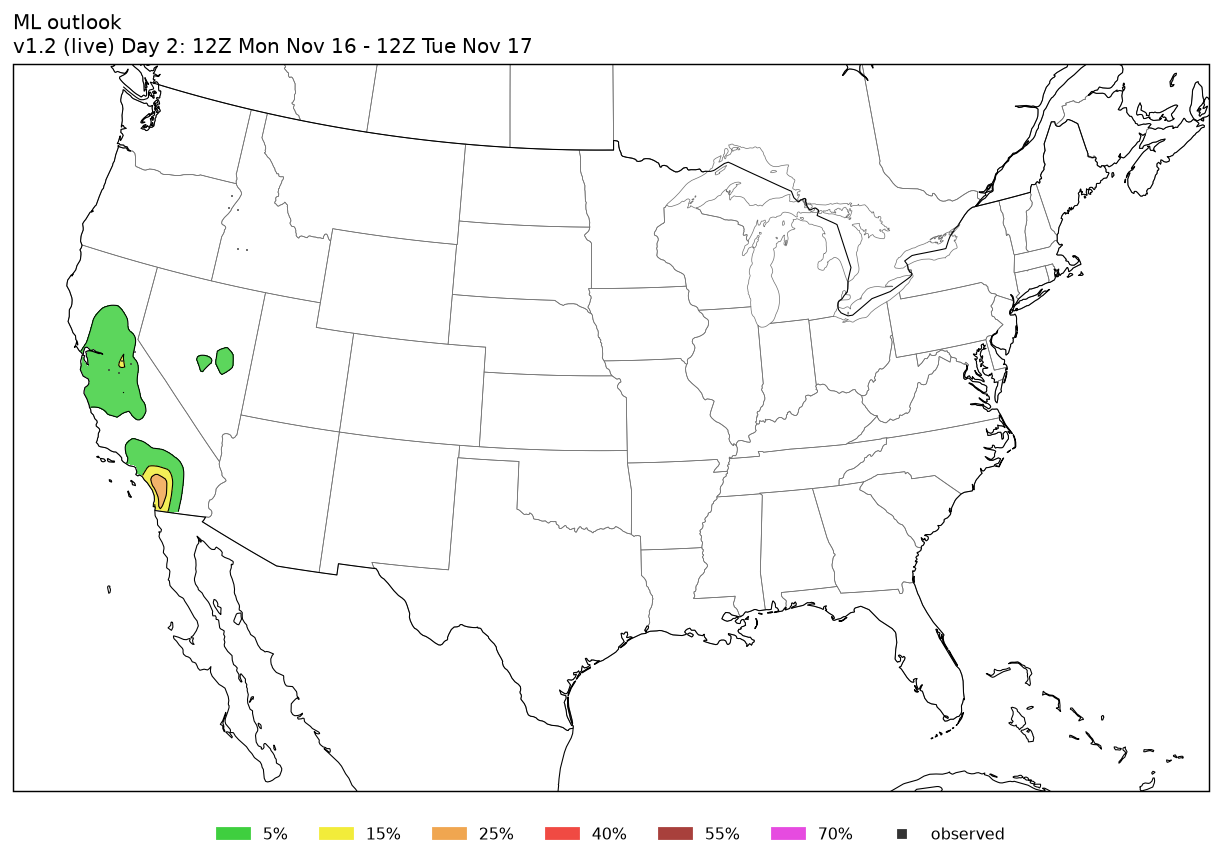 ML outlook
v1.2 (live) Day 2: 12Z Mon Nov 16 - 12Z Tue Nov 17
5% 15% 25% 40% 55% 70% observed